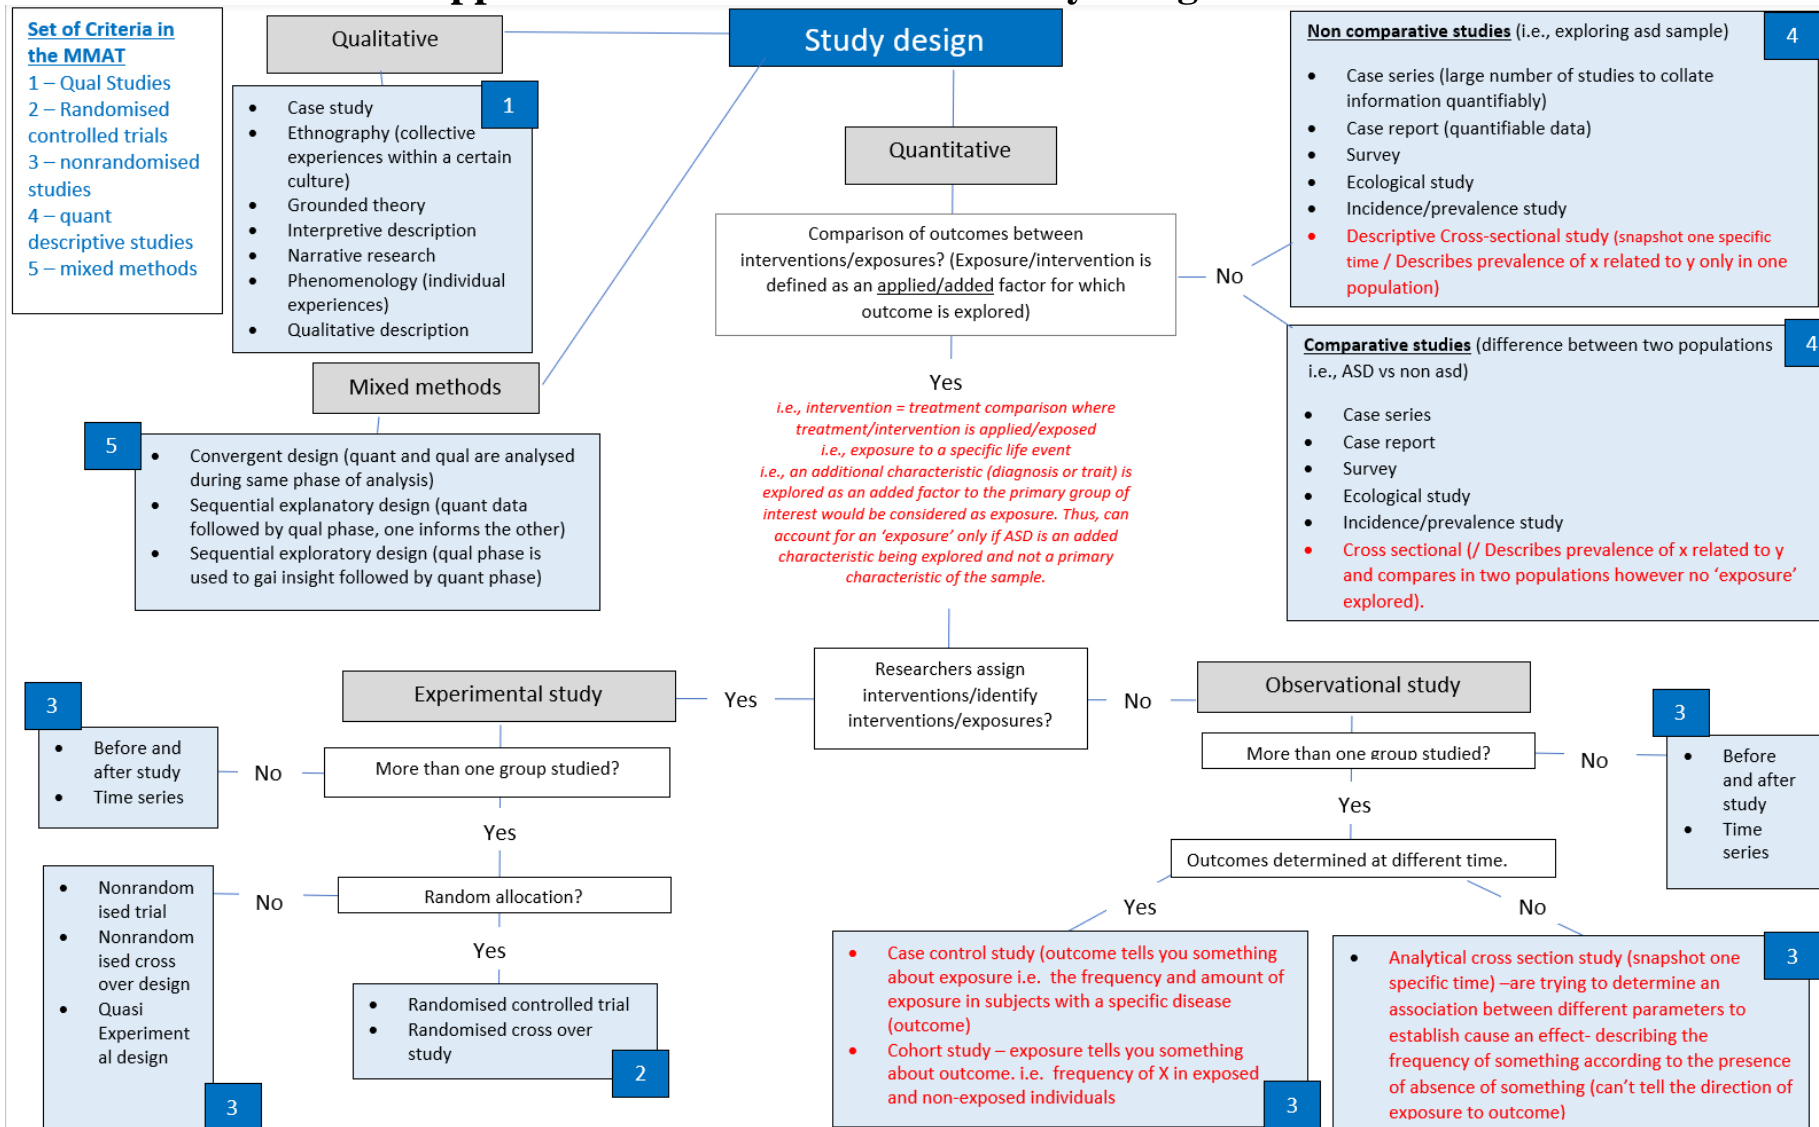 Study design
Set of Criteria in
the MMAT
1 – Qual Studies
2 – Randomised
controlled trials
3 – nonrandomised
studies
4 – quant
descriptive studies
5 – mixed methods
Qualitative
1
• Case study
• Ethnography (collective
experiences within a certain
culture)
• Grounded theory
• Interpretive description
• Narrative research
• Phenomenology (individual
experiences)
• Qualitative description
Mixed methods
5
• Convergent design (quant and qual are analysed
during same phase of analysis)
• Sequential explanatory design (quant data
followed by qual phase, one informs the other)
• Sequential exploratory design (qual phase is
used to gai insight followed by quant phase)
Quantitative
Comparison of outcomes between
interventions/exposures? (Exposure/intervention is
defined as an applied/added factor for which
outcome is explored)
No
Non comparative studies (i.e., exploring asd sample)
4
• Case series (large number of studies to collate
information quantifiably)
• Case report (quantifiable data)
• Survey
• Ecological study
• Incidence/prevalence study
• Descriptive Cross-sectional study (snapshot one specific
time / Describes prevalence of x related to y only in one
population)
Comparative studies (difference between two populations
i.e., ASD vs non asd)
4
• Case series
• Case report
• Survey
• Ecological study
• Incidence/prevalence study
• Cross sectional (/ Describes prevalence of x related to y
and compares in two populations however no ‘exposure’
explored).
Yes
i.e., intervention = treatment comparison where
treatment/intervention is applied/exposed
i.e., exposure to a specific life event
i.e., an additional characteristic (diagnosis or trait) is
explored as an added factor to the primary group of
interest would be considered as exposure. Thus, can
account for an ‘exposure’ only if ASD is an added
characteristic being explored and not a primary
characteristic of the sample.
Researchers assign
interventions/identify
interventions/exposures?
Yes
Experimental study
More than one group studied?
No
3
• Before and
after study
• Time series
Yes
Random allocation?
No
• Nonrandom
ised trial
• Nonrandom
ised cross
over design
• Quasi
Experiment
al design
3
Yes
• Randomised controlled trial
• Randomised cross over
study
2
No
Observational study
More than one group studied?
No
3
• Before
and after
study
• Time
series
Yes
Outcomes determined at different time.
Yes
• Case control study (outcome tells you something
about exposure i.e. the frequency and amount of
exposure in subjects with a specific disease
(outcome)
• Cohort study – exposure tells you something
about outcome. i.e. frequency of X in exposed
and non-exposed individuals
3
No
• Analytical cross section study (snapshot one
specific time) –are trying to determine an
association between different parameters to
establish cause an effect- describing the
frequency of something according to the presence
of absence of something (can’t tell the direction of
exposure to outcome)
3